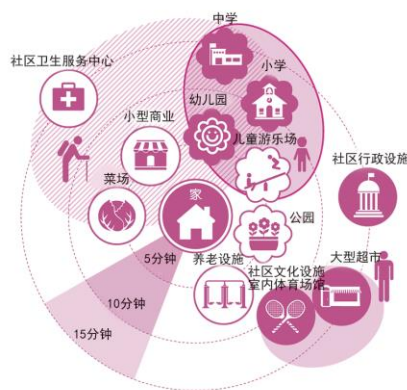 中学
社区卫生服务中心
小学
幼儿园
小型商业
儿童游乐场
菜场
家
社区行政设施
公园
5分钟
养老设施
大型超市
社区文化设施
室内体育场馆
10分钟
15分钟